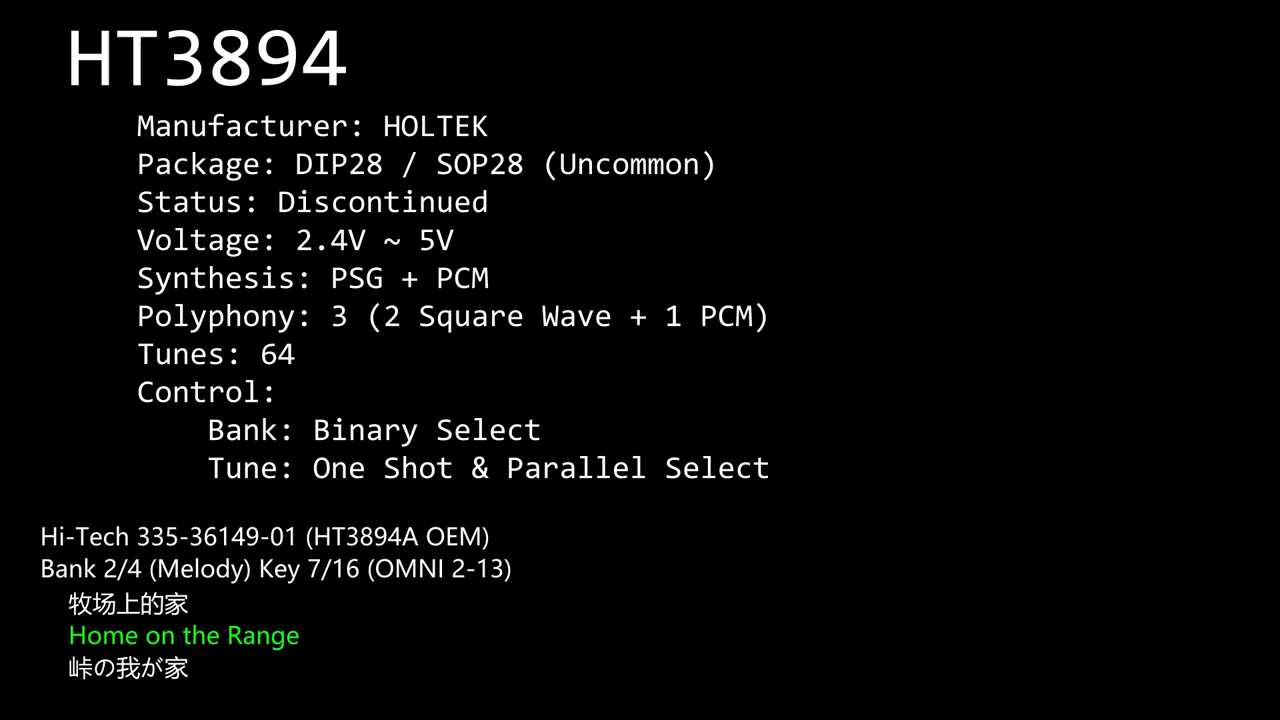 HT3894
Manufacturer: HOLTEK
Package: DIP28 / SOP28 (Uncommon)
Status: Discontinued
Voltage: 2.4V ~ 5V
Synthesis: PSG + PCM
Polyphony: 3 (2 Square Wave + 1 PCM)
Tunes: 64
Control:
Bank: Binary Select
Tune: One Shot & Parallel Select
Hi-Tech 335-36149-01 (HT3894A OEM)
Bank 2/4 (Melody) Key 7/16 (OMNI 2-13)
牧场上的家
Home on the Range
峠の我が家